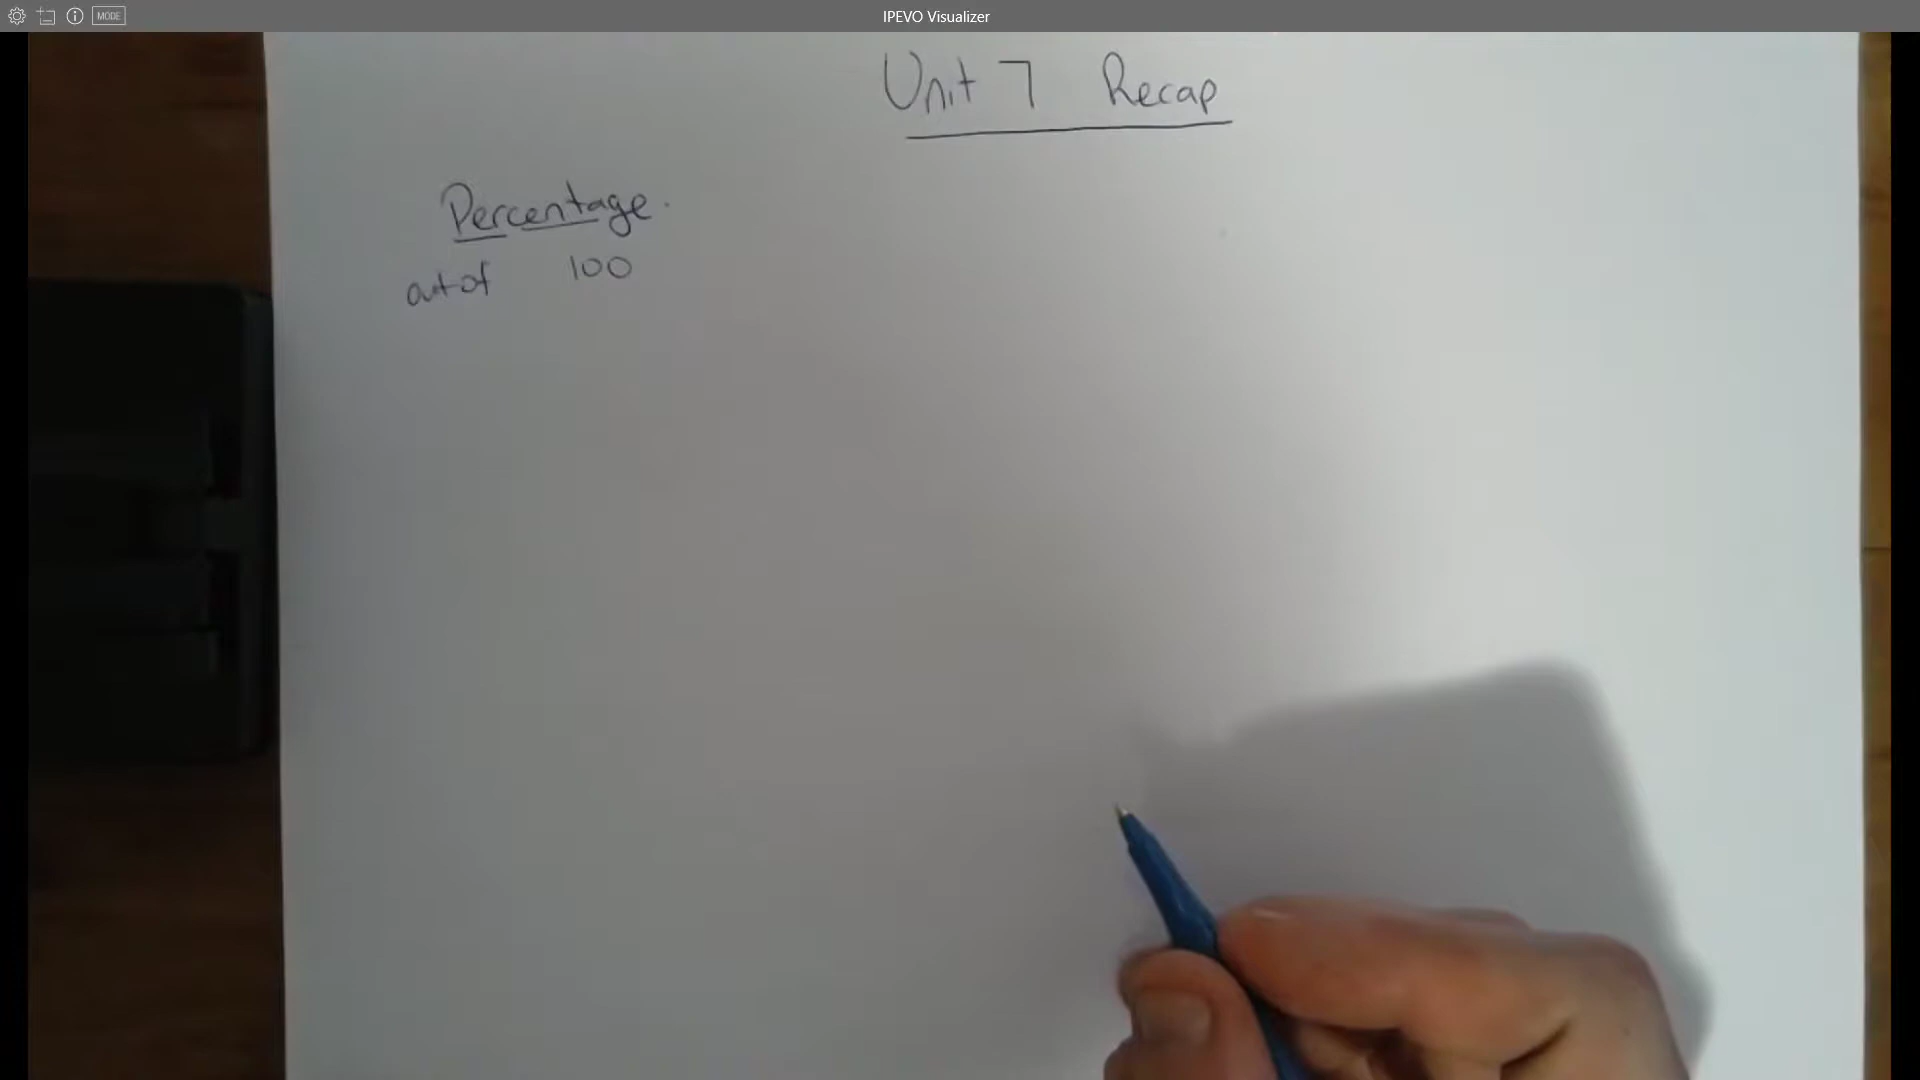 MODE
IPEVO Visualizer
Unit 7 Recap
Percentage.
out of 100